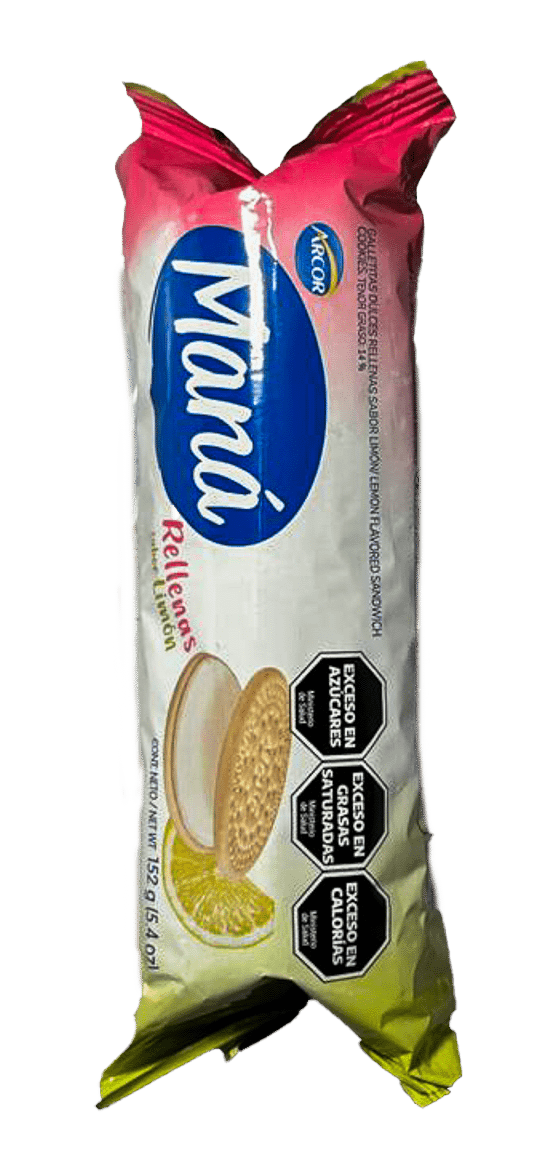 ARCOR
Maná
Rellenas
sabor Limón
GALLETITAS DULCES RELLENAS SABOR LIMÓN/ LEMON FLAVORED SANDWICH
COOKIES. TENOR GRASO: 14 %
EXCESO EN
AZÚCARES
Ministerio
de Salud
EXCESO EN
GRASAS
SATURADAS
Ministerio
de Salud
EXCESO EN
CALORÍAS
Ministerio
de Salud
CONT. NETO / NET WT. 152 g (5.4 oz)